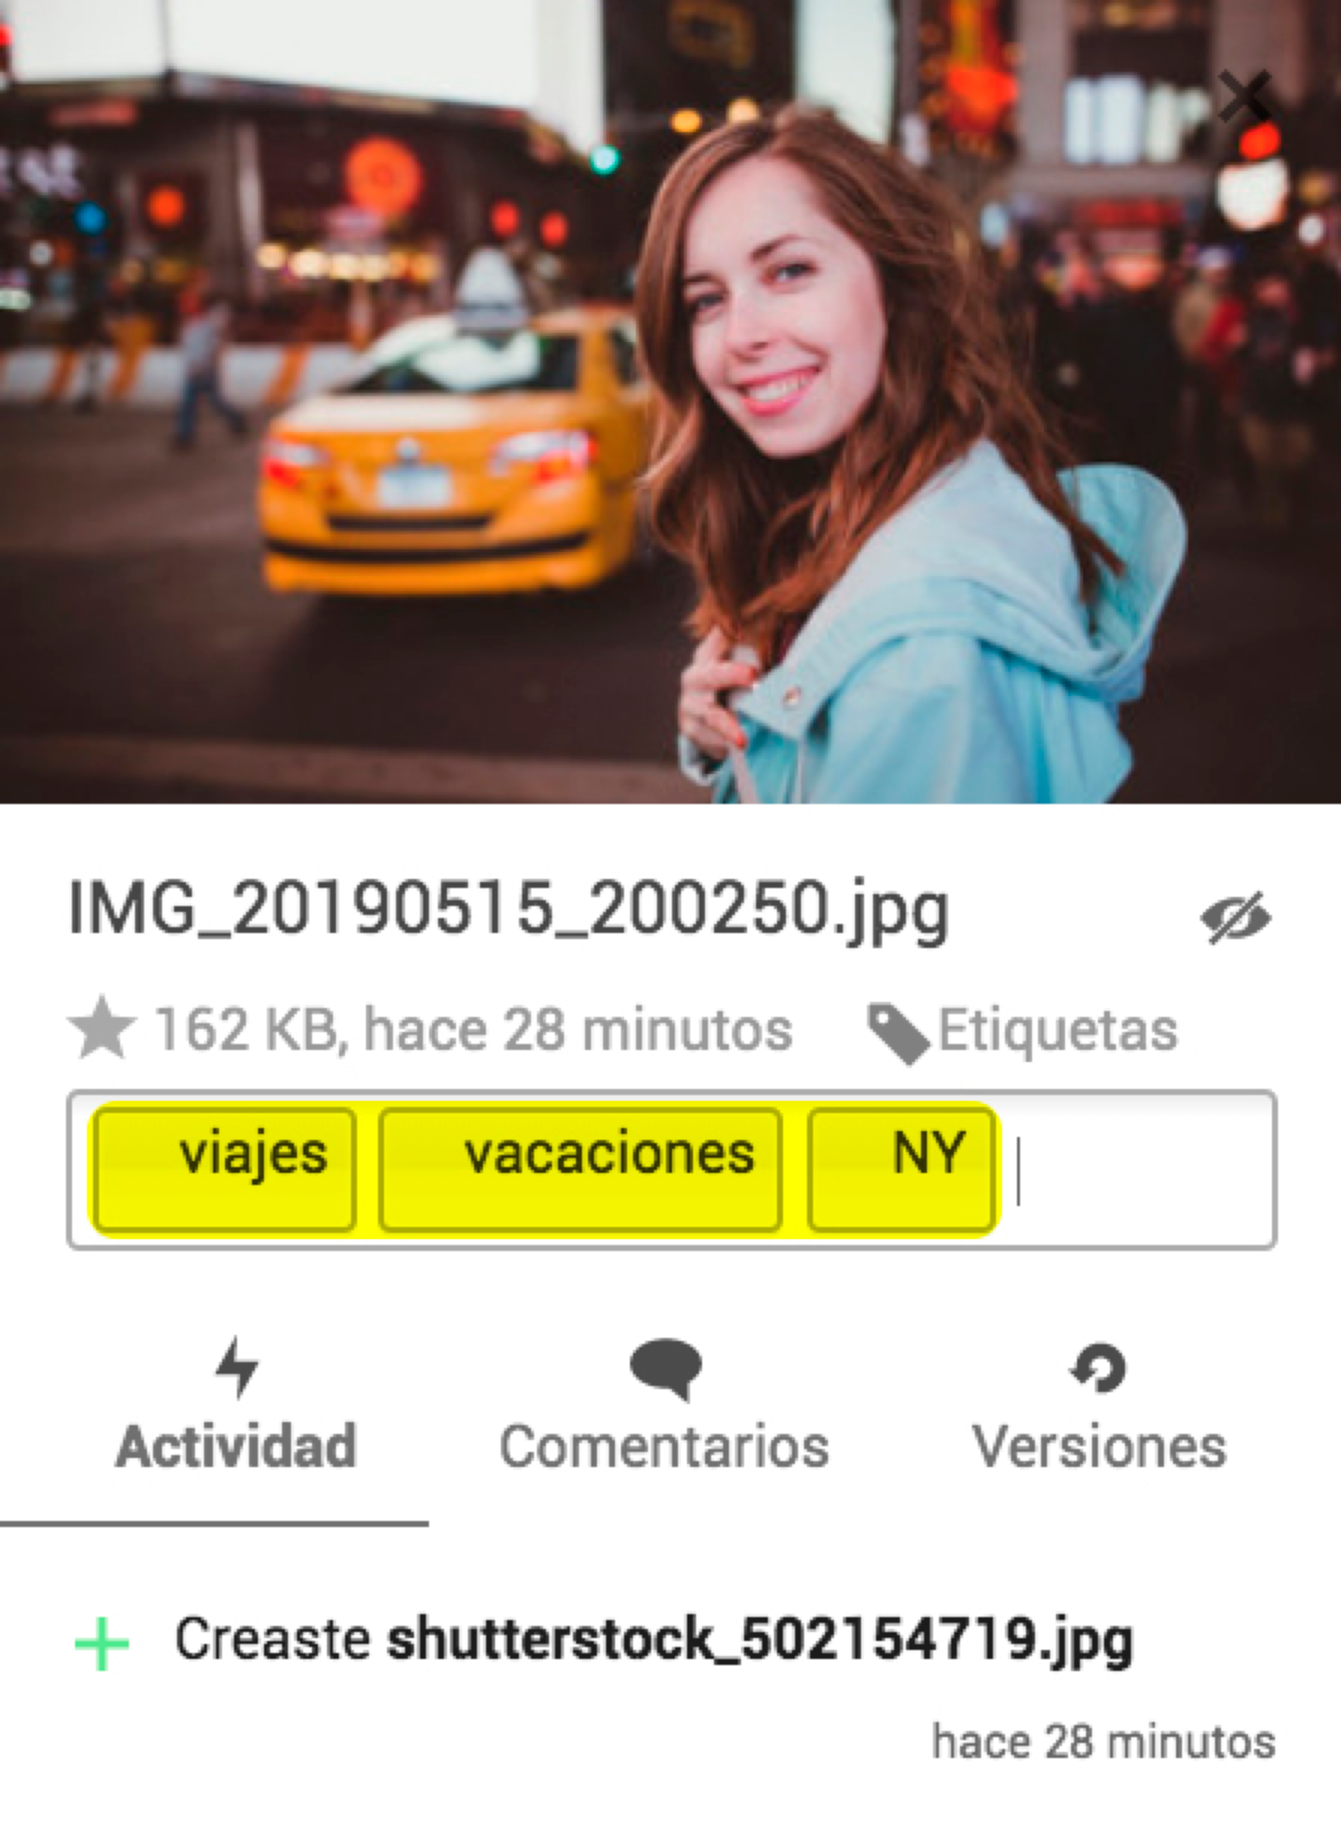 IMG_20190515_200250.jpg
162 KB, hace 28 minutos Etiquetas
viajes vacaciones NY
Actividad Comentarios Versiones
Creaste shutterstock_502154719.jpg
hace 28 minutos